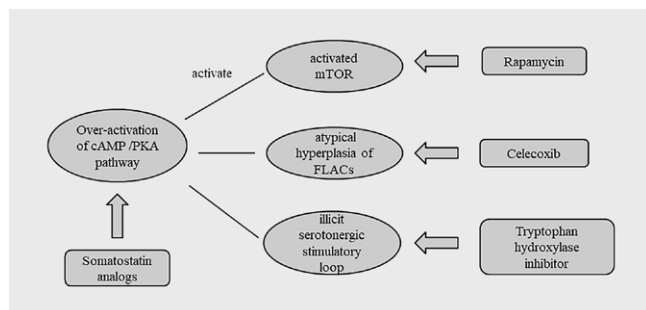 activated
mTOR
Rapamycin
activate
Over-activation
of cAMP /PKA
pathway
atypical
hyperplasia of
FLACs
Celecoxib
illicit
serotonergic
stimulatory
loop
Tryptophan
hydroxylase
inhibitor
Somatostatin
analogs